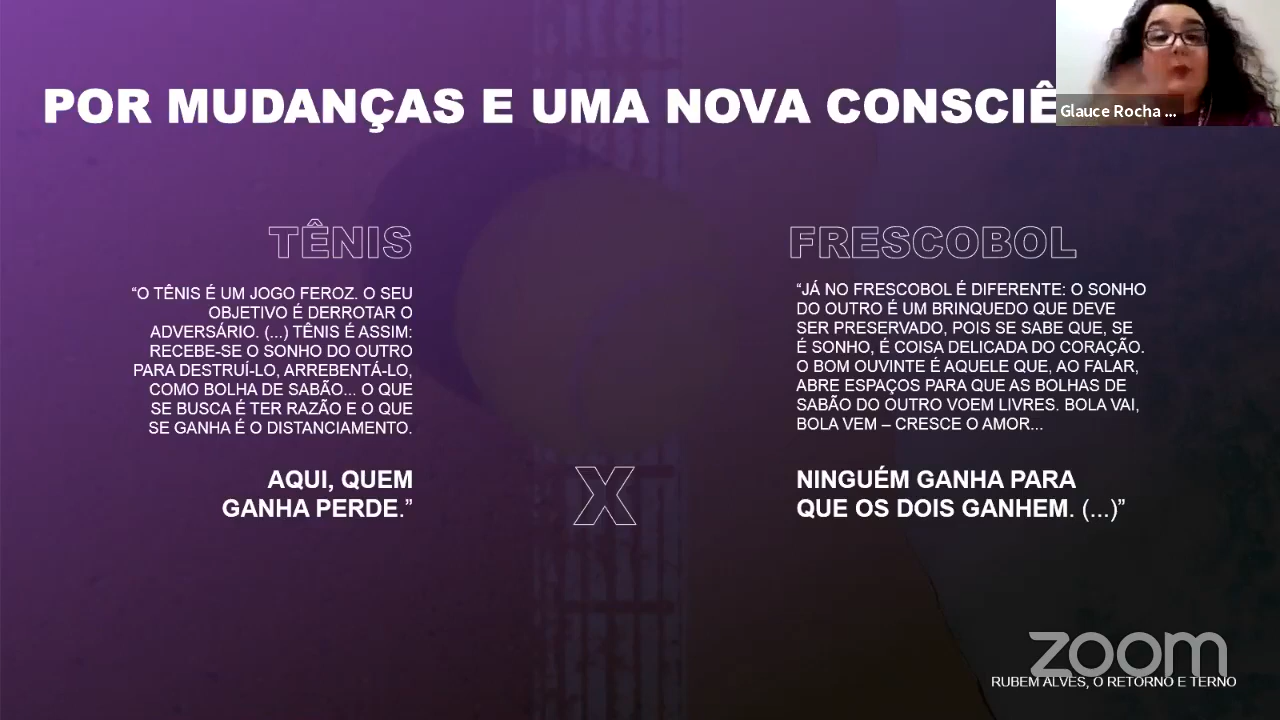 POR MUDANÇAS E UMA NOVA CONSCIÊ
Glauce Rocha ...
TÊNIS
“O TÊNIS É UM JOGO FEROZ. O SEU
OBJETIVO É DERROTAR O
ADVERSÁRIO. (...) TÊNIS É ASSIM:
RECEBE-SE O SONHO DO OUTRO
PARA DESTRUÍ-LO, ARREBENTÁ-LO,
COMO BOLHA DE SABÃO... O QUE
SE BUSCA É TER RAZÃO E O QUE
SE GANHA É O DISTANCIAMENTO.
AQUI, QUEM
GANHA PERDE.”
X
FRESCOBOL
“JÁ NO FRESCOBOL É DIFERENTE: O SONHO
DO OUTRO É UM BRINQUEDO QUE DEVE
SER PRESERVADO, POIS SE SABE QUE, SE
É SONHO, É COISA DELICADA DO CORAÇÃO.
O BOM OUVINTE É AQUELE QUE, AO FALAR,
ABRE ESPAÇOS PARA QUE AS BOLHAS DE
SABÃO DO OUTRO VOEM LIVRES. BOLA VAI,
BOLA VEM – CRESCE O AMOR...
NINGUÉM GANHA PARA
QUE OS DOIS GANHEM. (...)”
zoom
RUBEM ALVES, O RETORNO E TERNO